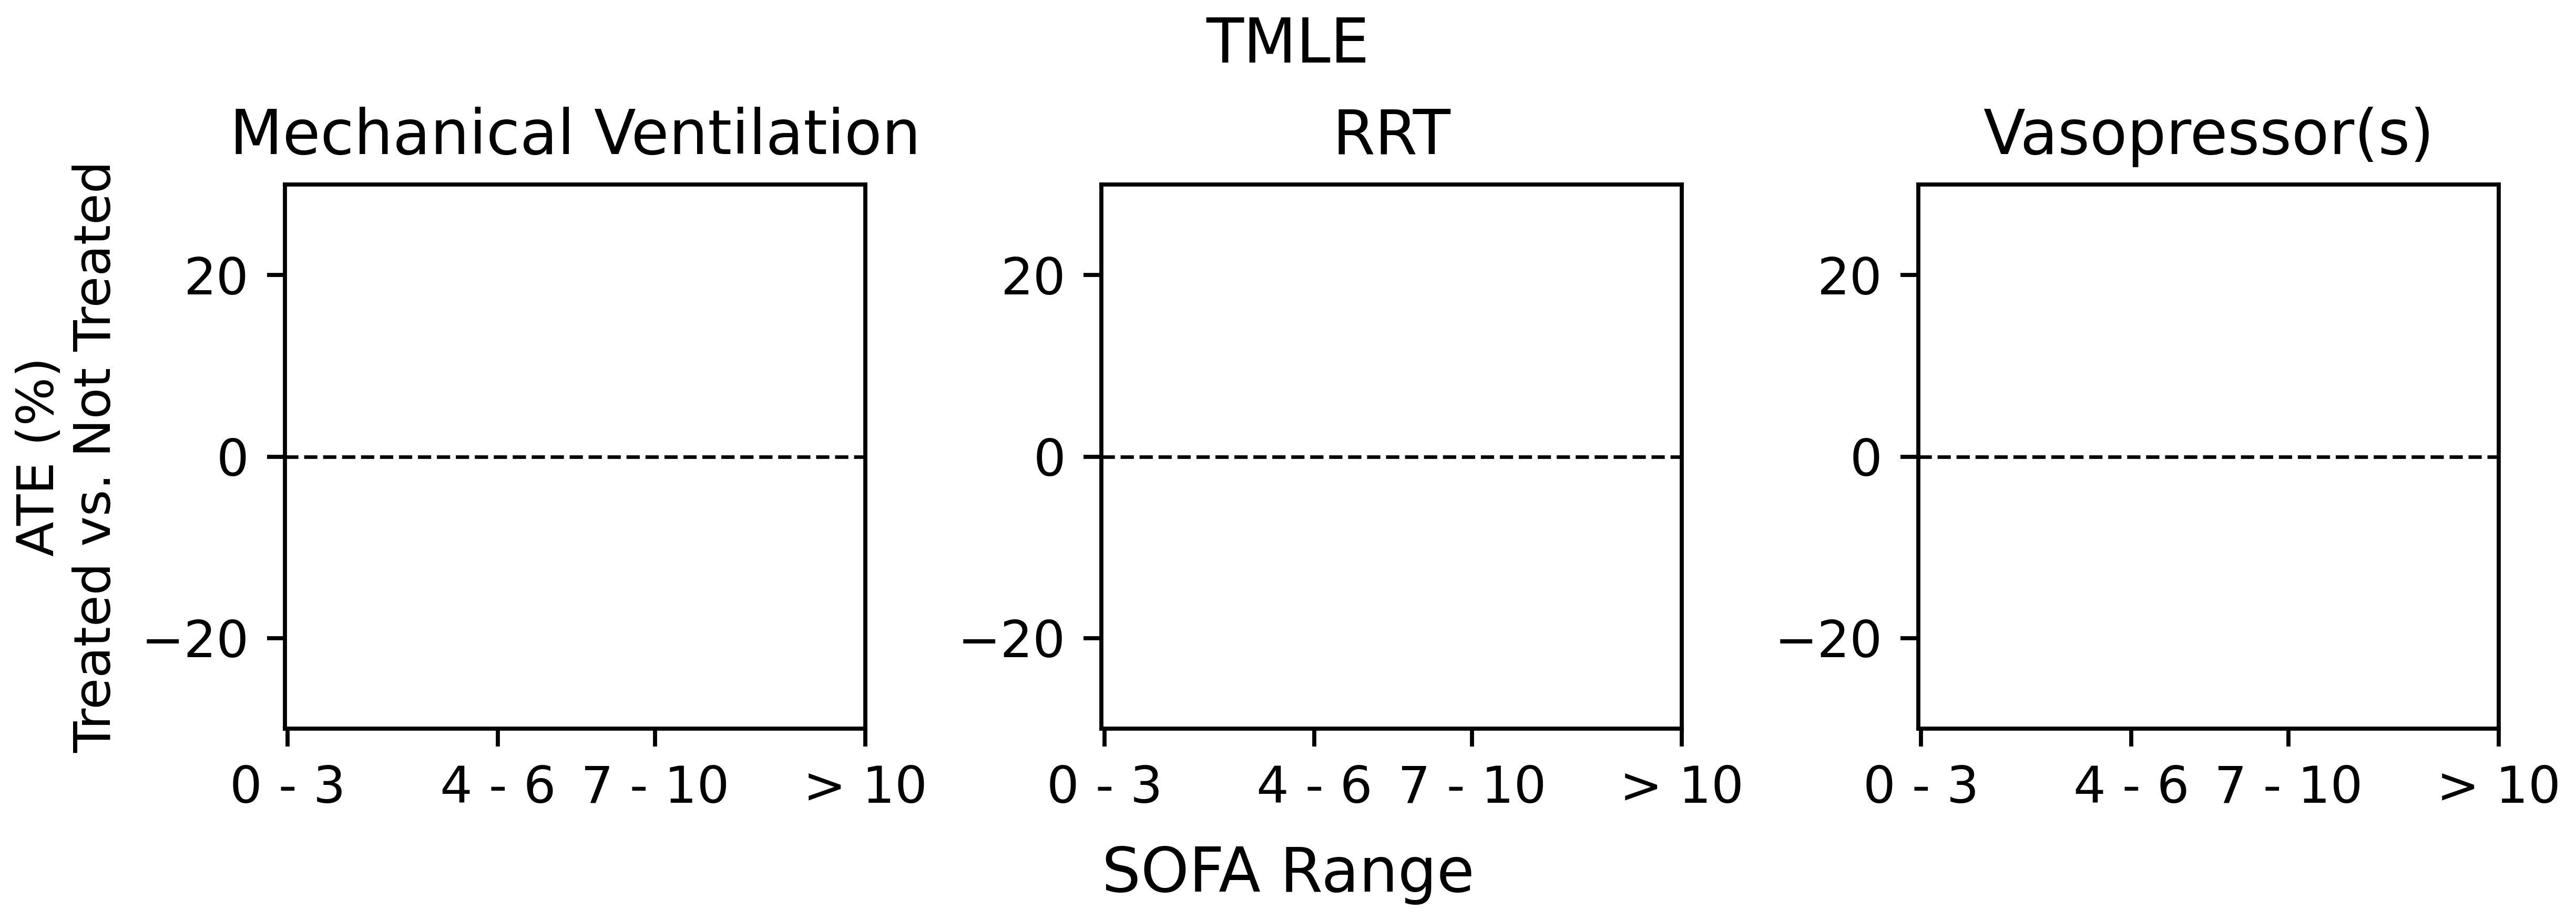 TMLE
Mechanical Ventilation
RRT
Vasopressor(s)
ATE (%)
Treated vs. Not Treated
20
0
−20
0 - 3
4 - 6
7 - 10
> 10
20
0
−20
0 - 3
4 - 6
7 - 10
> 10
20
0
−20
0 - 3
4 - 6
7 - 10
> 10
SOFA Range